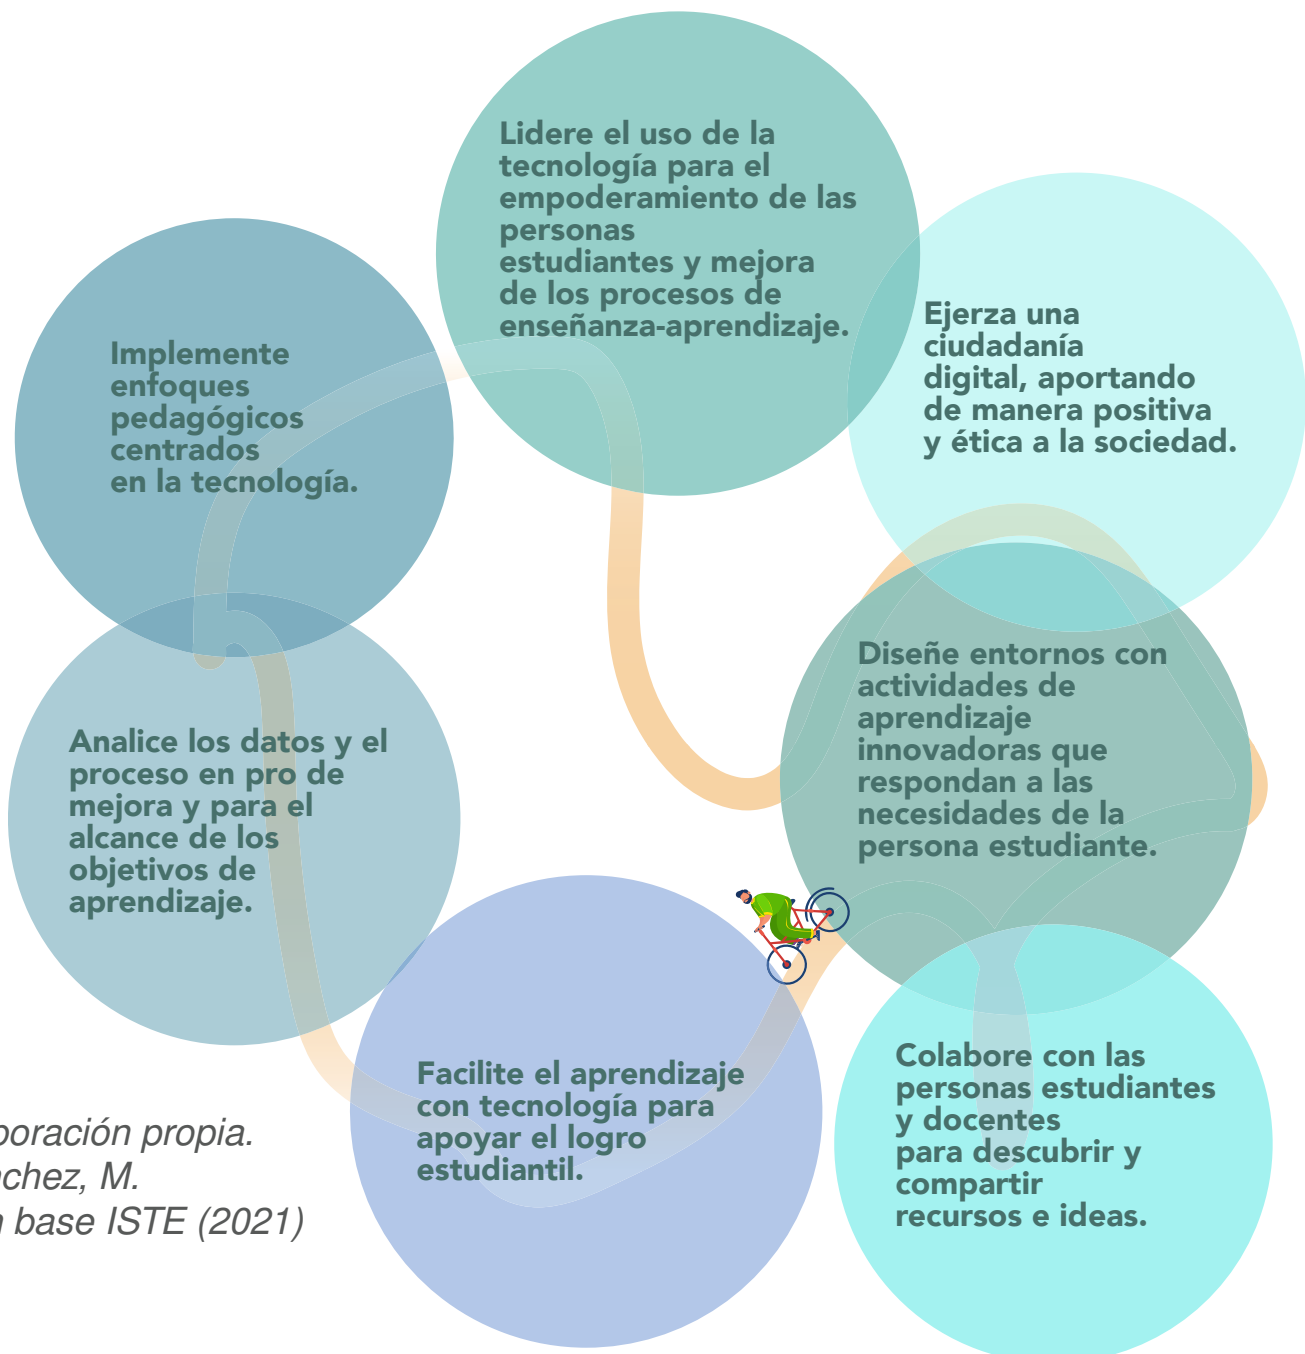 Lidere el uso de la
tecnología para el
empoderamiento de las
personas
estudiantes y mejora
de los procesos de
enseñanza-aprendizaje.
Ejerza una
ciudadanía
digital, aportando
de manera positiva
y ética a la sociedad.
Implemente
enfoques
pedagógicos
centrados
en la tecnología.
Diseñe entornos con
actividades de
aprendizaje
innovadoras que
respondan a las
necesidades de la
persona estudiante.
Analice los datos y el
proceso en pro de
mejora y para el
alcance de los
objetivos de
aprendizaje.
Facilite el aprendizaje
con tecnología para
apoyar el logro
estudiantil.
Colabore con las
personas estudiantes
y docentes
para descubrir y
compartir
recursos e ideas.
propia.
M.
base ISTE (2021)